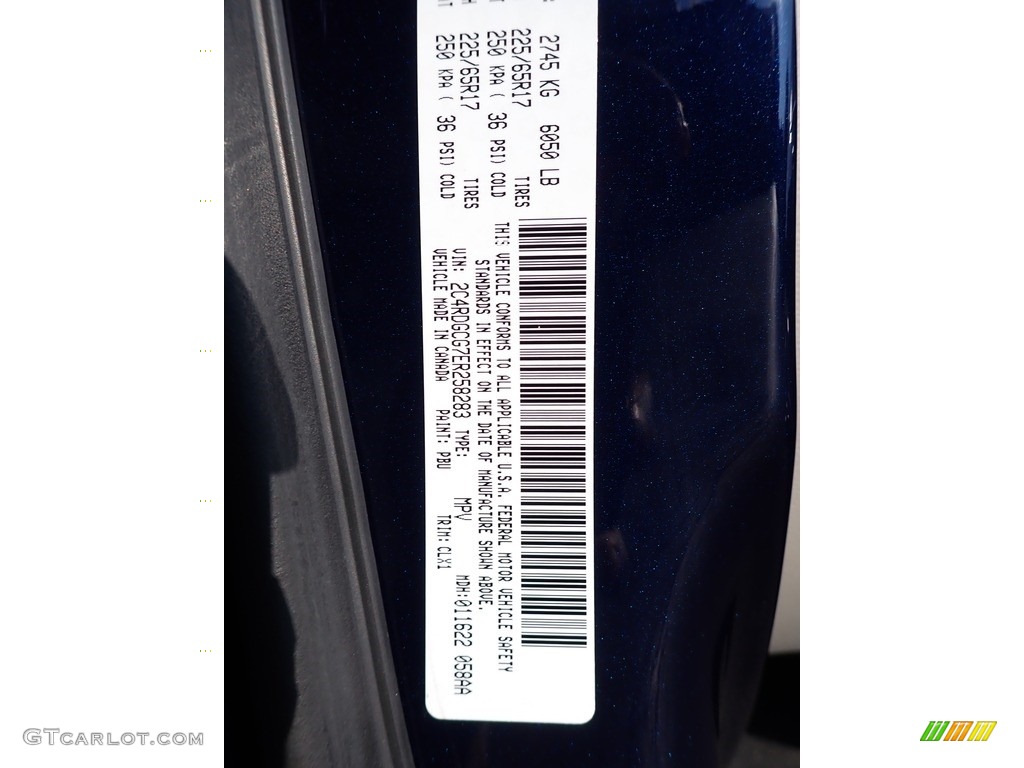 : 2745 KG 6050 LB
225/65R17 TIRES
T 250 KPA ( 36 PSI) COLD
H 225/65R17 TIRES
NT 250 KPA ( 36 PSI) COLD
THIS VEHICLE CONFORMS TO ALL APPLICABLE U.S.A. FEDERAL MOTOR VEHICLE SAFETY
STANDARDS IN EFFECT ON THE DATE OF MANUFACTURE SHOWN ABOVE.
VIN: 2C4RDGCG7ER258283 TYPE: MPV MDH:011622 058AA
VEHICLE MADE IN CANADA PAINT: PBU TRIM: CLX1
GTCARLOT.COM